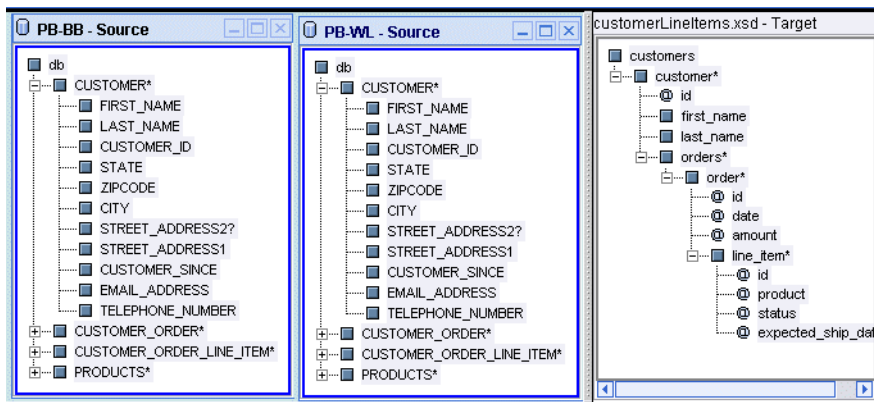 PB-BB - Source
db
CUSTOMER*
FIRST_NAME
LAST_NAME
CUSTOMER_ID
STATE
ZIPCODE
CITY
STREET_ADDRESS2?
STREET_ADDRESS1
CUSTOMER_SINCE
EMAIL_ADDRESS
TELEPHONE_NUMBER
CUSTOMER_ORDER*
CUSTOMER_ORDER_LINE_ITEM*
PRODUCTS*
PB-WL - Source
db
CUSTOMER*
FIRST_NAME
LAST_NAME
CUSTOMER_ID
STATE
ZIPCODE
CITY
STREET_ADDRESS2?
STREET_ADDRESS1
CUSTOMER_SINCE
EMAIL_ADDRESS
TELEPHONE_NUMBER
CUSTOMER_ORDER*
CUSTOMER_ORDER_LINE_ITEM*
PRODUCTS*
customerLineItems.xsd - Target
customers
customer*
@ id
first_name
last_name
orders*
order*
@ id
@ date
@ amount
line_item*
@ id
@ product
@ status
@ expected_ship_dat